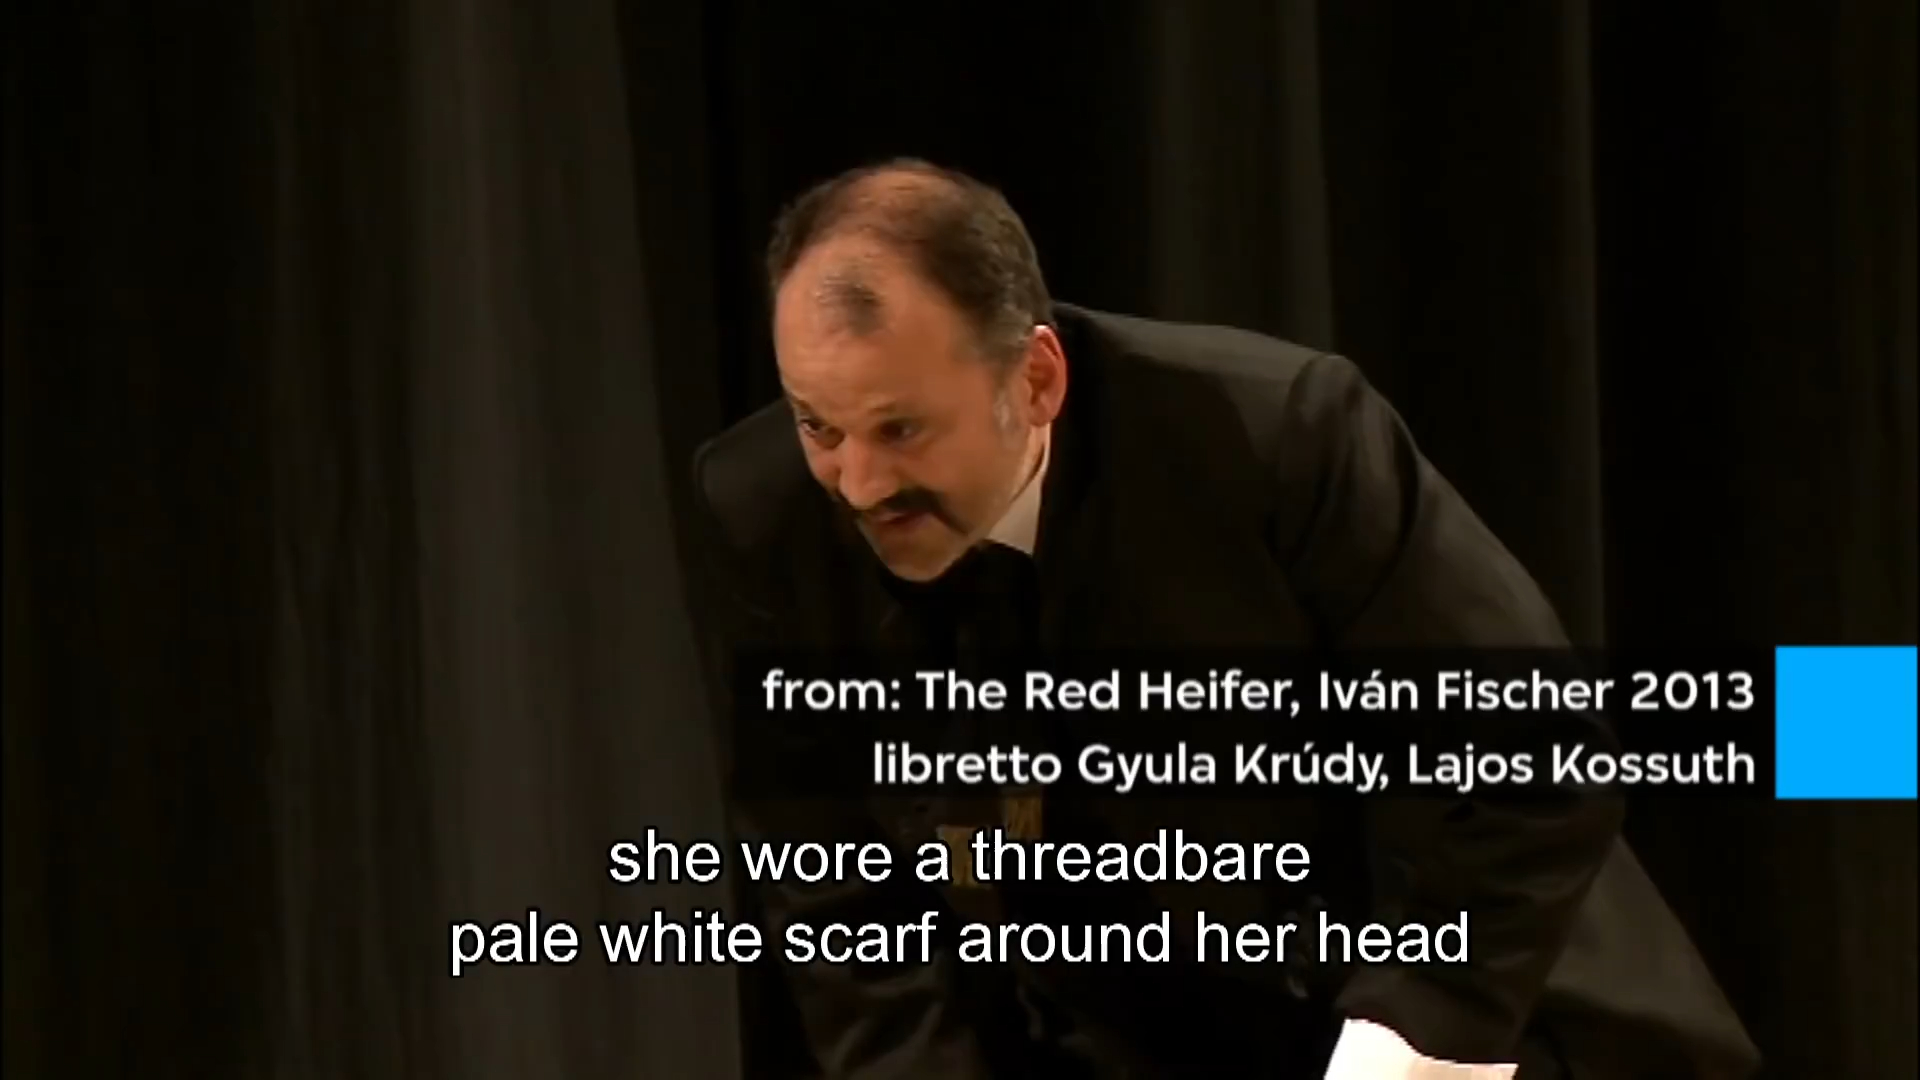 from: The Red Heifer, Iván Fischer 2013
libretto Gyula Krúdy, Lajos Kossuth
she wore a threadbare
pale white scarf around her head